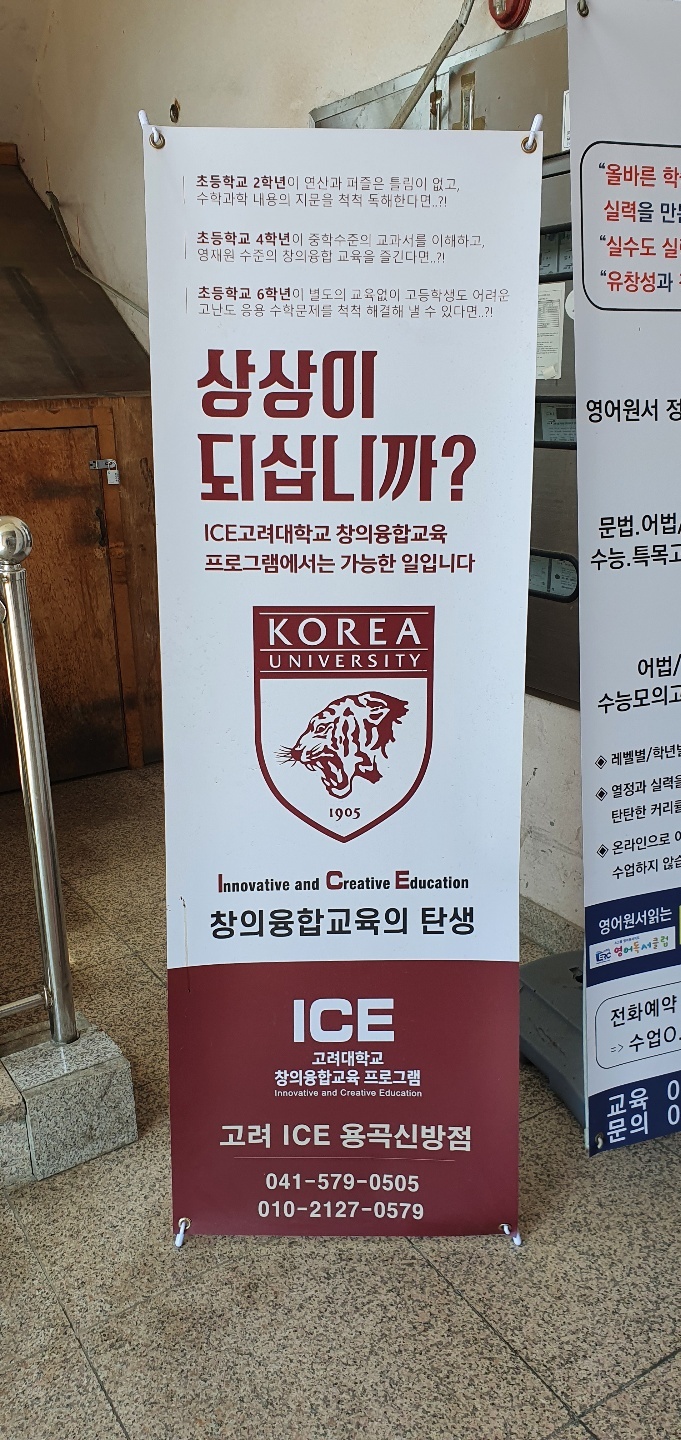 초등학교 2학년이 연산과 퍼즐은 틀림이 없고,
수학과학 내용의 지문을 척척 독해한다면..?!
초등학교 4학년이 중학수준의 교과서를 이해하고,
영재원 수준의 창의융합 교육을 즐긴다면..?!
초등학교 6학년이 별도의 교육없이 고등학생도 어려운
고난도 응용 수학문제를 척척 해결해 낼 수 있다면..?!
상상이
되십니까?
ICE고려대학교 창의융합교육
프로그램에서는 가능한 일입니다
KOREA
UNIVERSITY
1905
Innovative and Creative Education
창의융합교육의 탄생
ICE
고려대학교
창의융합교육 프로그램
Innovative and Creative Education
고려 ICE 용곡신방점
041-579-0505
010-2127-0579
“올바른
실력을
“실수도
“유창성과
영어원서
문법.어법/
수능.특목고
어법/
수능모의고
◈ 레벨별/학년별
◈ 열정과 실력을
탄탄한
◈ 온라인으로
수업하지
영어원서읽는
ERC 영어독서클럽
전화예약
=> 수업
교육 0
문의 0